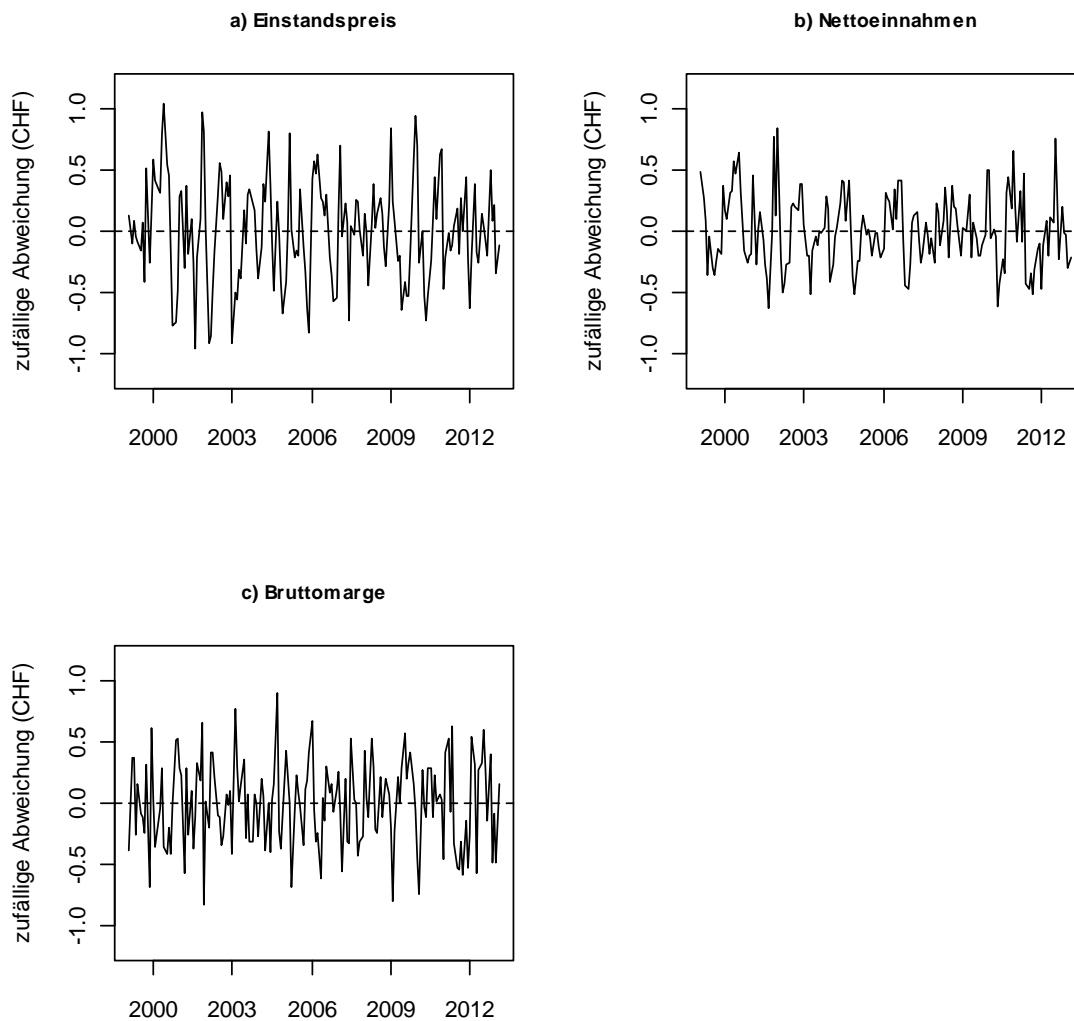 a) Einstandspreis
zufällige Abweichung (CHF)
1.0
0.5
0.0
-0.5
-1.0
2000 2003 2006 2009 2012
b) Nettoeinnahmen
zufällige Abweichung (CHF)
1.0
0.5
0.0
-0.5
-1.0
2000 2003 2006 2009 2012
c) Bruttomarge
zufällige Abweichung (CHF)
1.0
0.5
0.0
-0.5
-1.0
2000 2003 2006 2009 2012